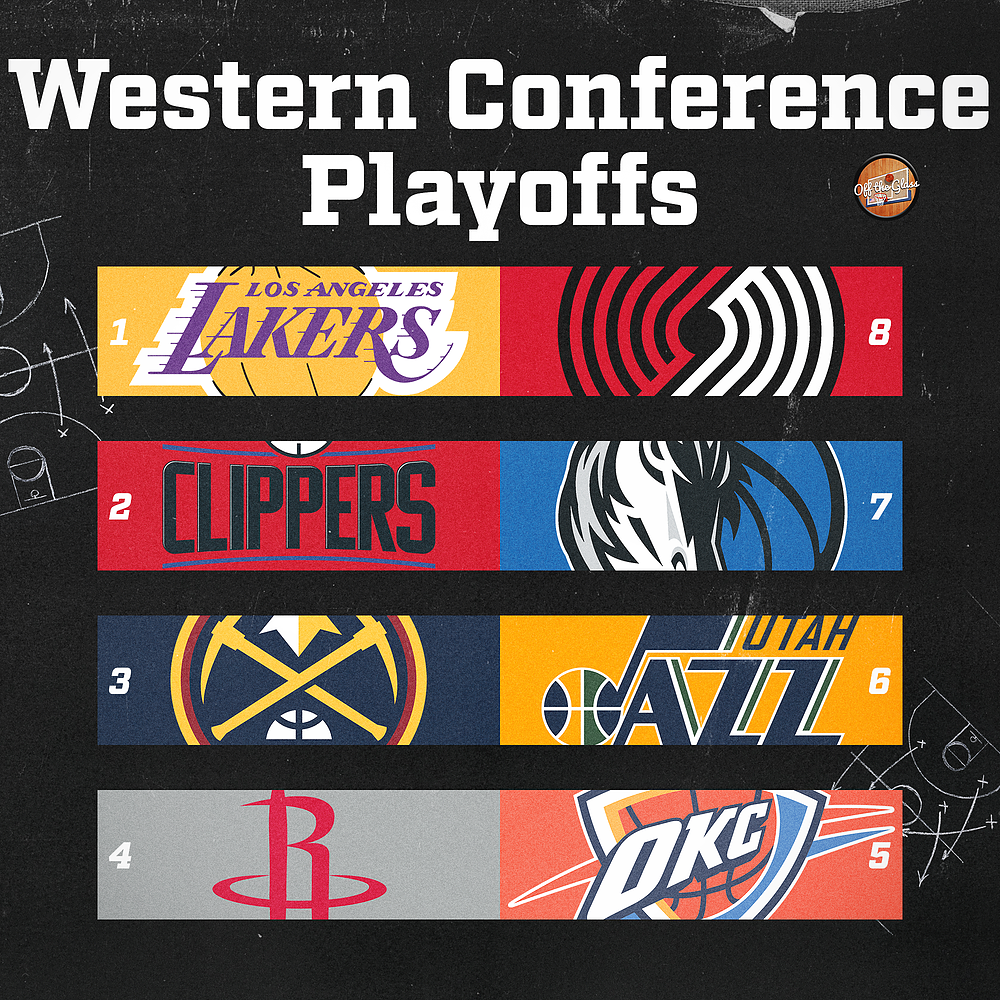 Western Conference
Playoffs
Off the Glass
1
LOS ANGELES
LAKERS
8
2
CLIPPERS
7
3
UTAH
JAZZ
6
4
R
OKC
5